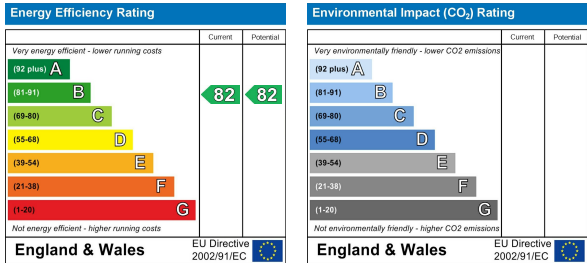 Energy Efficiency Rating
Current Potential
Very energy efficient - lower running costs
(92 plus) A
(81-91) B 82 82
(69-80) C
(55-68) D
(39-54) E
(21-38) F
(1-20) G
Not energy efficient - higher running costs
England & Wales EU Directive
2002/91/EC
Environmental Impact (CO₂) Rating
Current Potential
Very environmentally friendly - lower CO2 emissions
(92 plus) A
(81-91) B
(69-80) C
(55-68) D
(39-54) E
(21-38) F
(1-20) G
Not environmentally friendly - higher CO2 emissions
England & Wales EU Directive
2002/91/EC